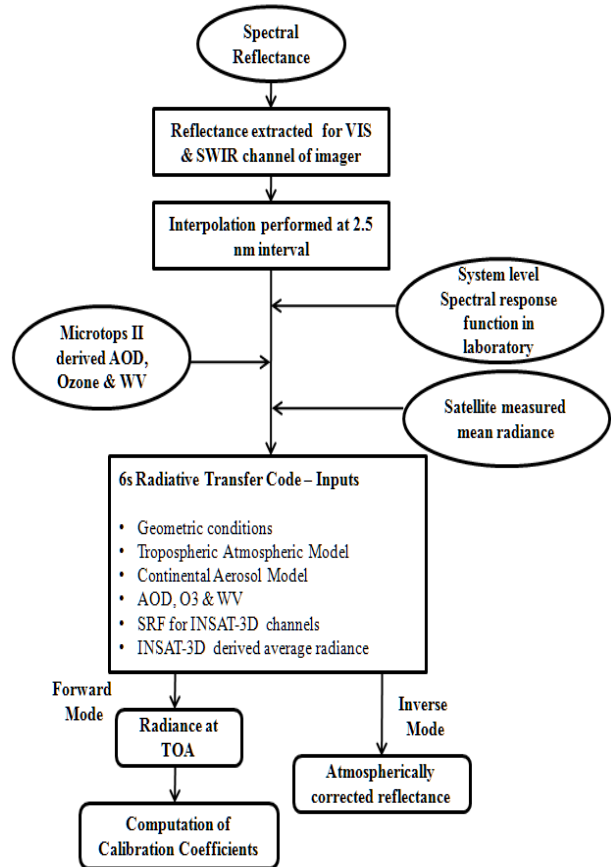 Spectral
Reflectance
Reflectance extracted for VIS
& SWIR channel of imager
Interpolation performed at 2.5
nm interval
System level
Spectral response
function in
laboratory
Microtops II
derived AOD,
Ozone & WV
Satellite measured
mean radiance
6s Radiative Transfer Code – Inputs
• Geometric conditions
• Tropospheric Atmospheric Model
• Continental Aerosol Model
• AOD, O3 & WV
• SRF for INSAT-3D channels
• INSAT-3D derived average radiance
Forward
Mode
Inverse
Mode
Radiance at
TOA
Atmospherically
corrected reflectance
Computation of
Calibration Coefficients